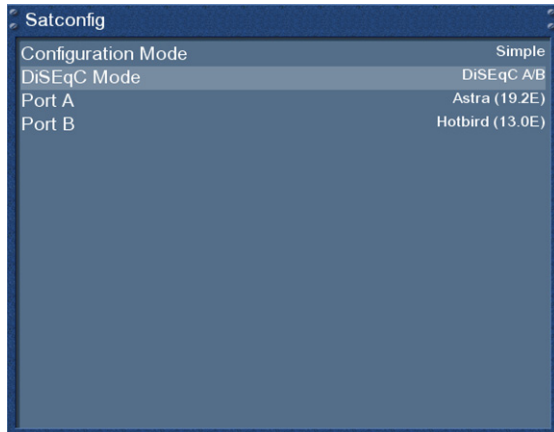 Satconfig
Configuration Mode Simple
DiSEqC Mode DiSEqC A/B
Port A Astra (19.2E)
Port B Hotbird (13.0E)